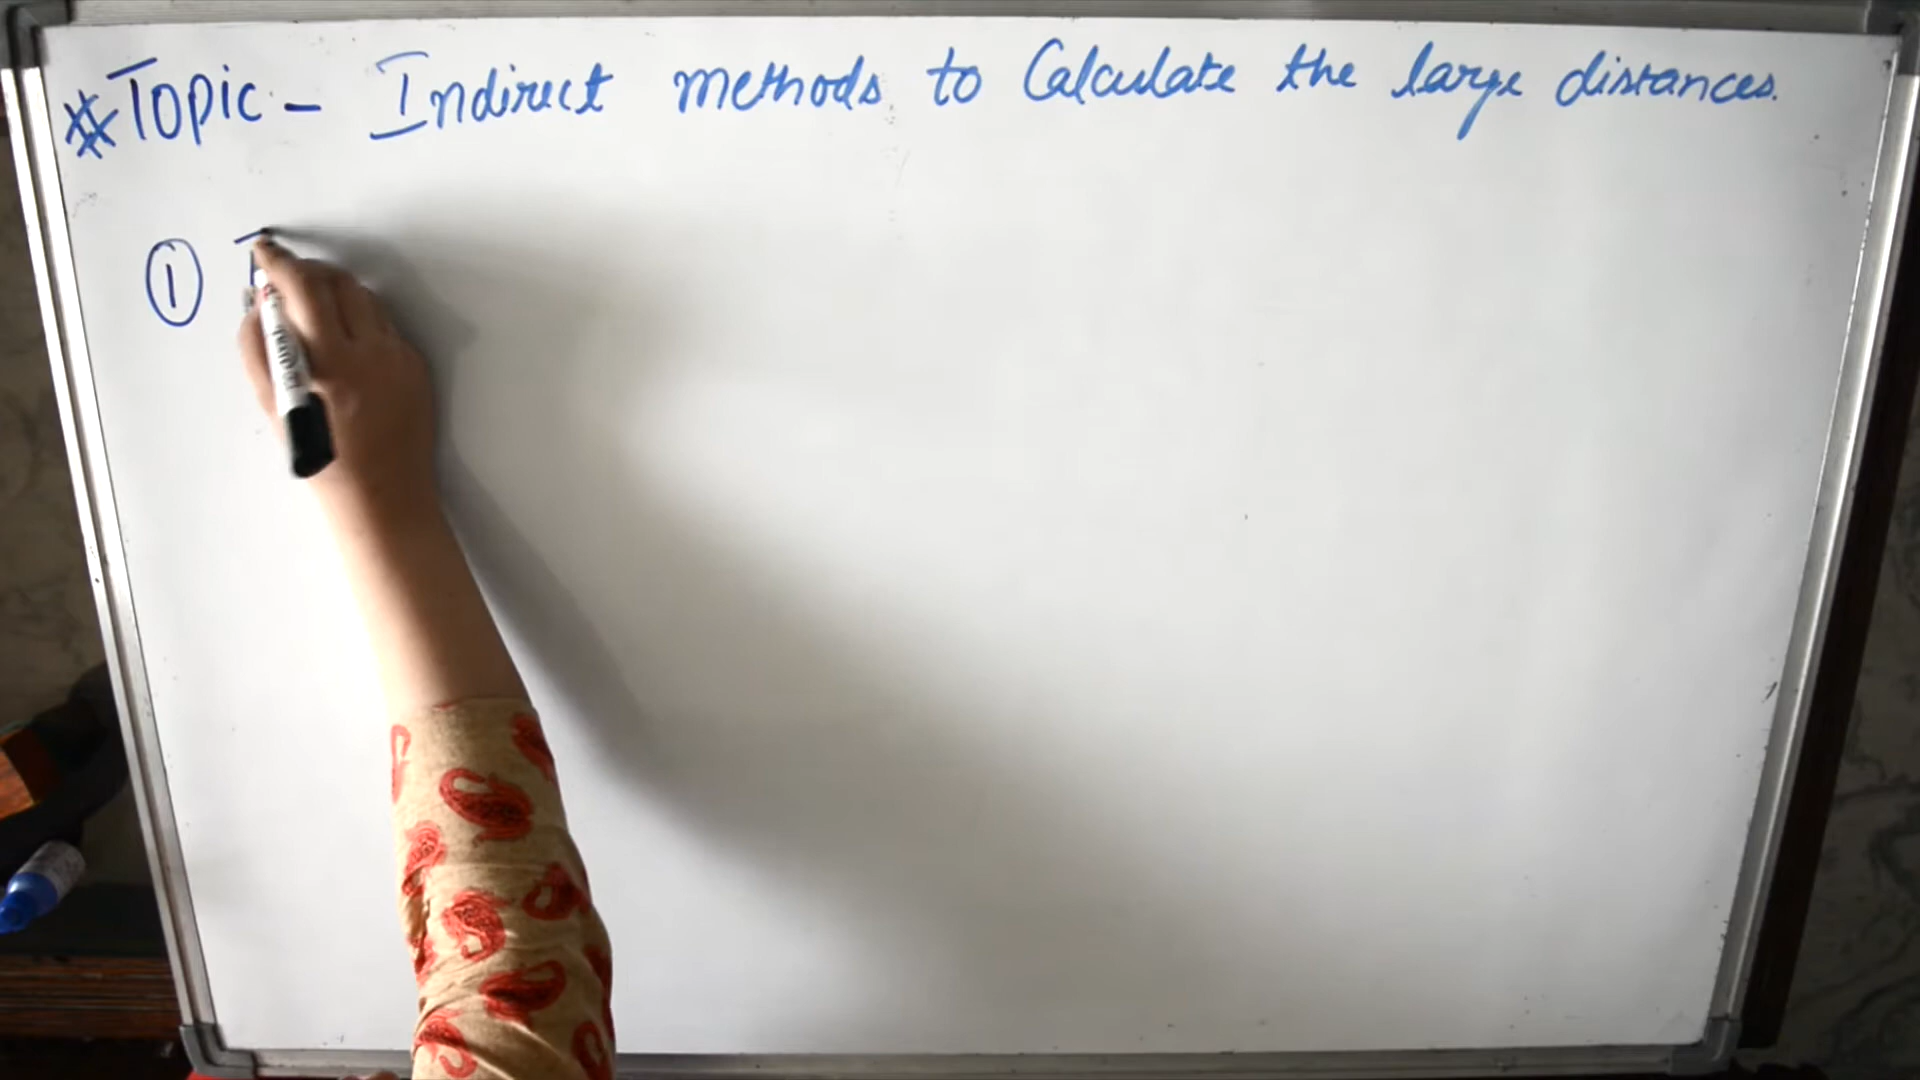 #Topic - Indirect methods to Calculate the large distances.
① T